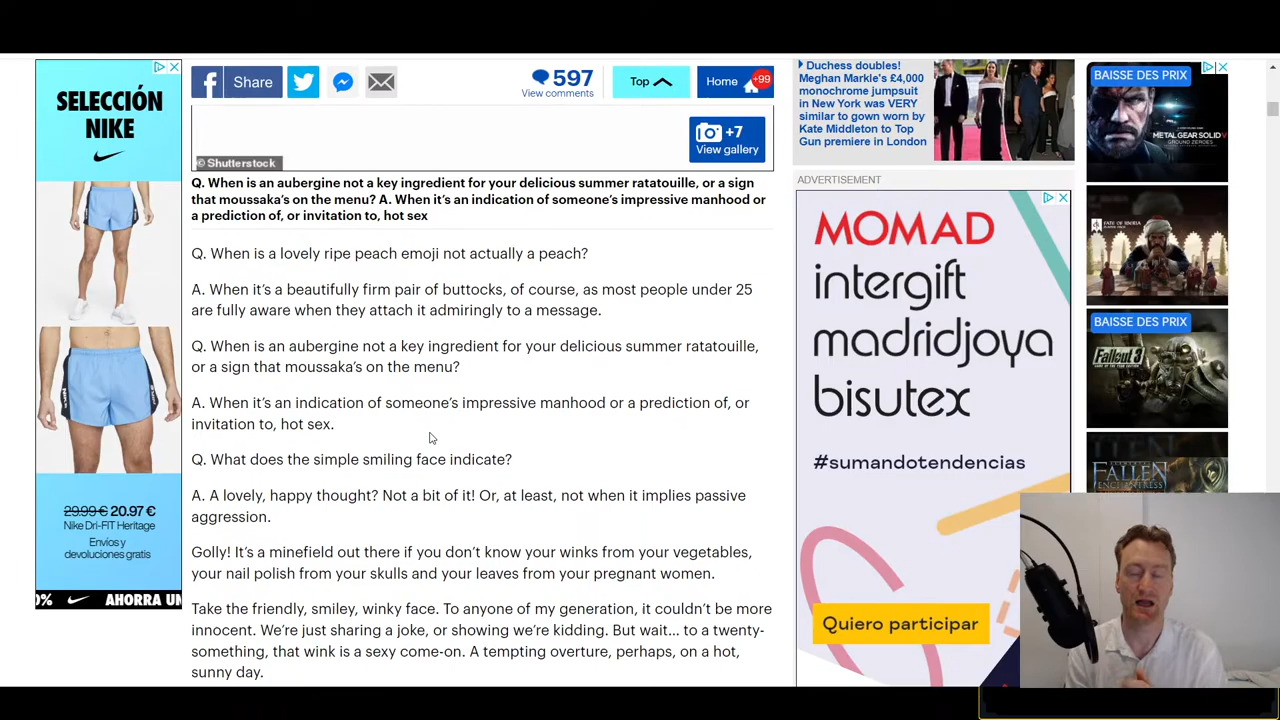 SELECCIÓN
NIKE
29.99 € 20.97 €
Nike Dri-FIT Heritage
Envíos y
devoluciones gratis
0%
AHORRA UN
f Share
597
View comments
Top
Home
+99
+7
View gallery
© Shutterstock
Q. When is an aubergine not a key ingredient for your delicious summer ratatouille, or a sign
that moussaka's on the menu? A. When it's an indication of someone's impressive manhood or
a prediction of, or invitation to, hot sex
Q. When is a lovely ripe peach emoji not actually a peach?
A. When it's a beautifully firm pair of buttocks, of course, as most people under 25
are fully aware when they attach it admiringly to a message.
Q. When is an aubergine not a key ingredient for your delicious summer ratatouille,
or a sign that moussaka's on the menu?
A. When it's an indication of someone's impressive manhood or a prediction of, or
invitation to, hot sex.
Q. What does the simple smiling face indicate?
A. A lovely, happy thought? Not a bit of it! Or, at least, not when it implies passive
aggression.
Golly! It's a minefield out there if you don't know your winks from your vegetables,
your nail polish from your skulls and your leaves from your pregnant women.
Take the friendly, smiley, winky face. To anyone of my generation, it couldn't be more
innocent. We're just sharing a joke, or showing we're kidding. But wait... to a twenty-
something, that wink is a sexy come-on. A tempting overture, perhaps, on a hot,
sunny day.
Duchess doubles!
Meghan Markle's £4,000
monochrome jumpsuit
in New York was VERY
similar to gown worn by
Kate Middleton to Top
Gun premiere in London
ADVERTISEMENT
MOMAD
intergift
madridjoya
bisutex
#sumandotendencias
Quiero participar
BAISSE DES PRIX
METAL GEAR SOLID V
GROUND ZEROES
BAISSE DES PRIX
Fallout 3
FALLEN